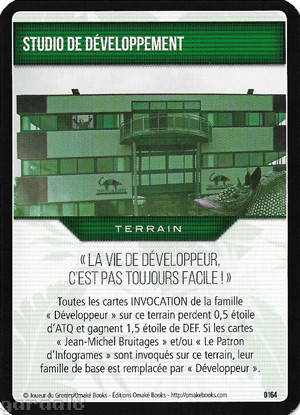 STUDIO DE DÉVELOPPEMENT
TERRAIN
« LA VIE DE DÉVELOPPEUR,
C'EST PAS TOUJOURS FACILE ! »
Toutes les cartes INVOCATION de la famille
« Développeur » sur ce terrain perdent 0,5 étoile
d'ATQ et gagnent 1,5 étoile de DEF. Si les cartes
« Jean-Michel Bruitages » et/ou « Le Patron
d'Infogrames » sont invoqués sur ce terrain, leur
famille de base est remplacée par « Développeur ».
© Joueur du Grenier/Omaké Books - Éditions Omaké Books - http://omakebooks.com
0164